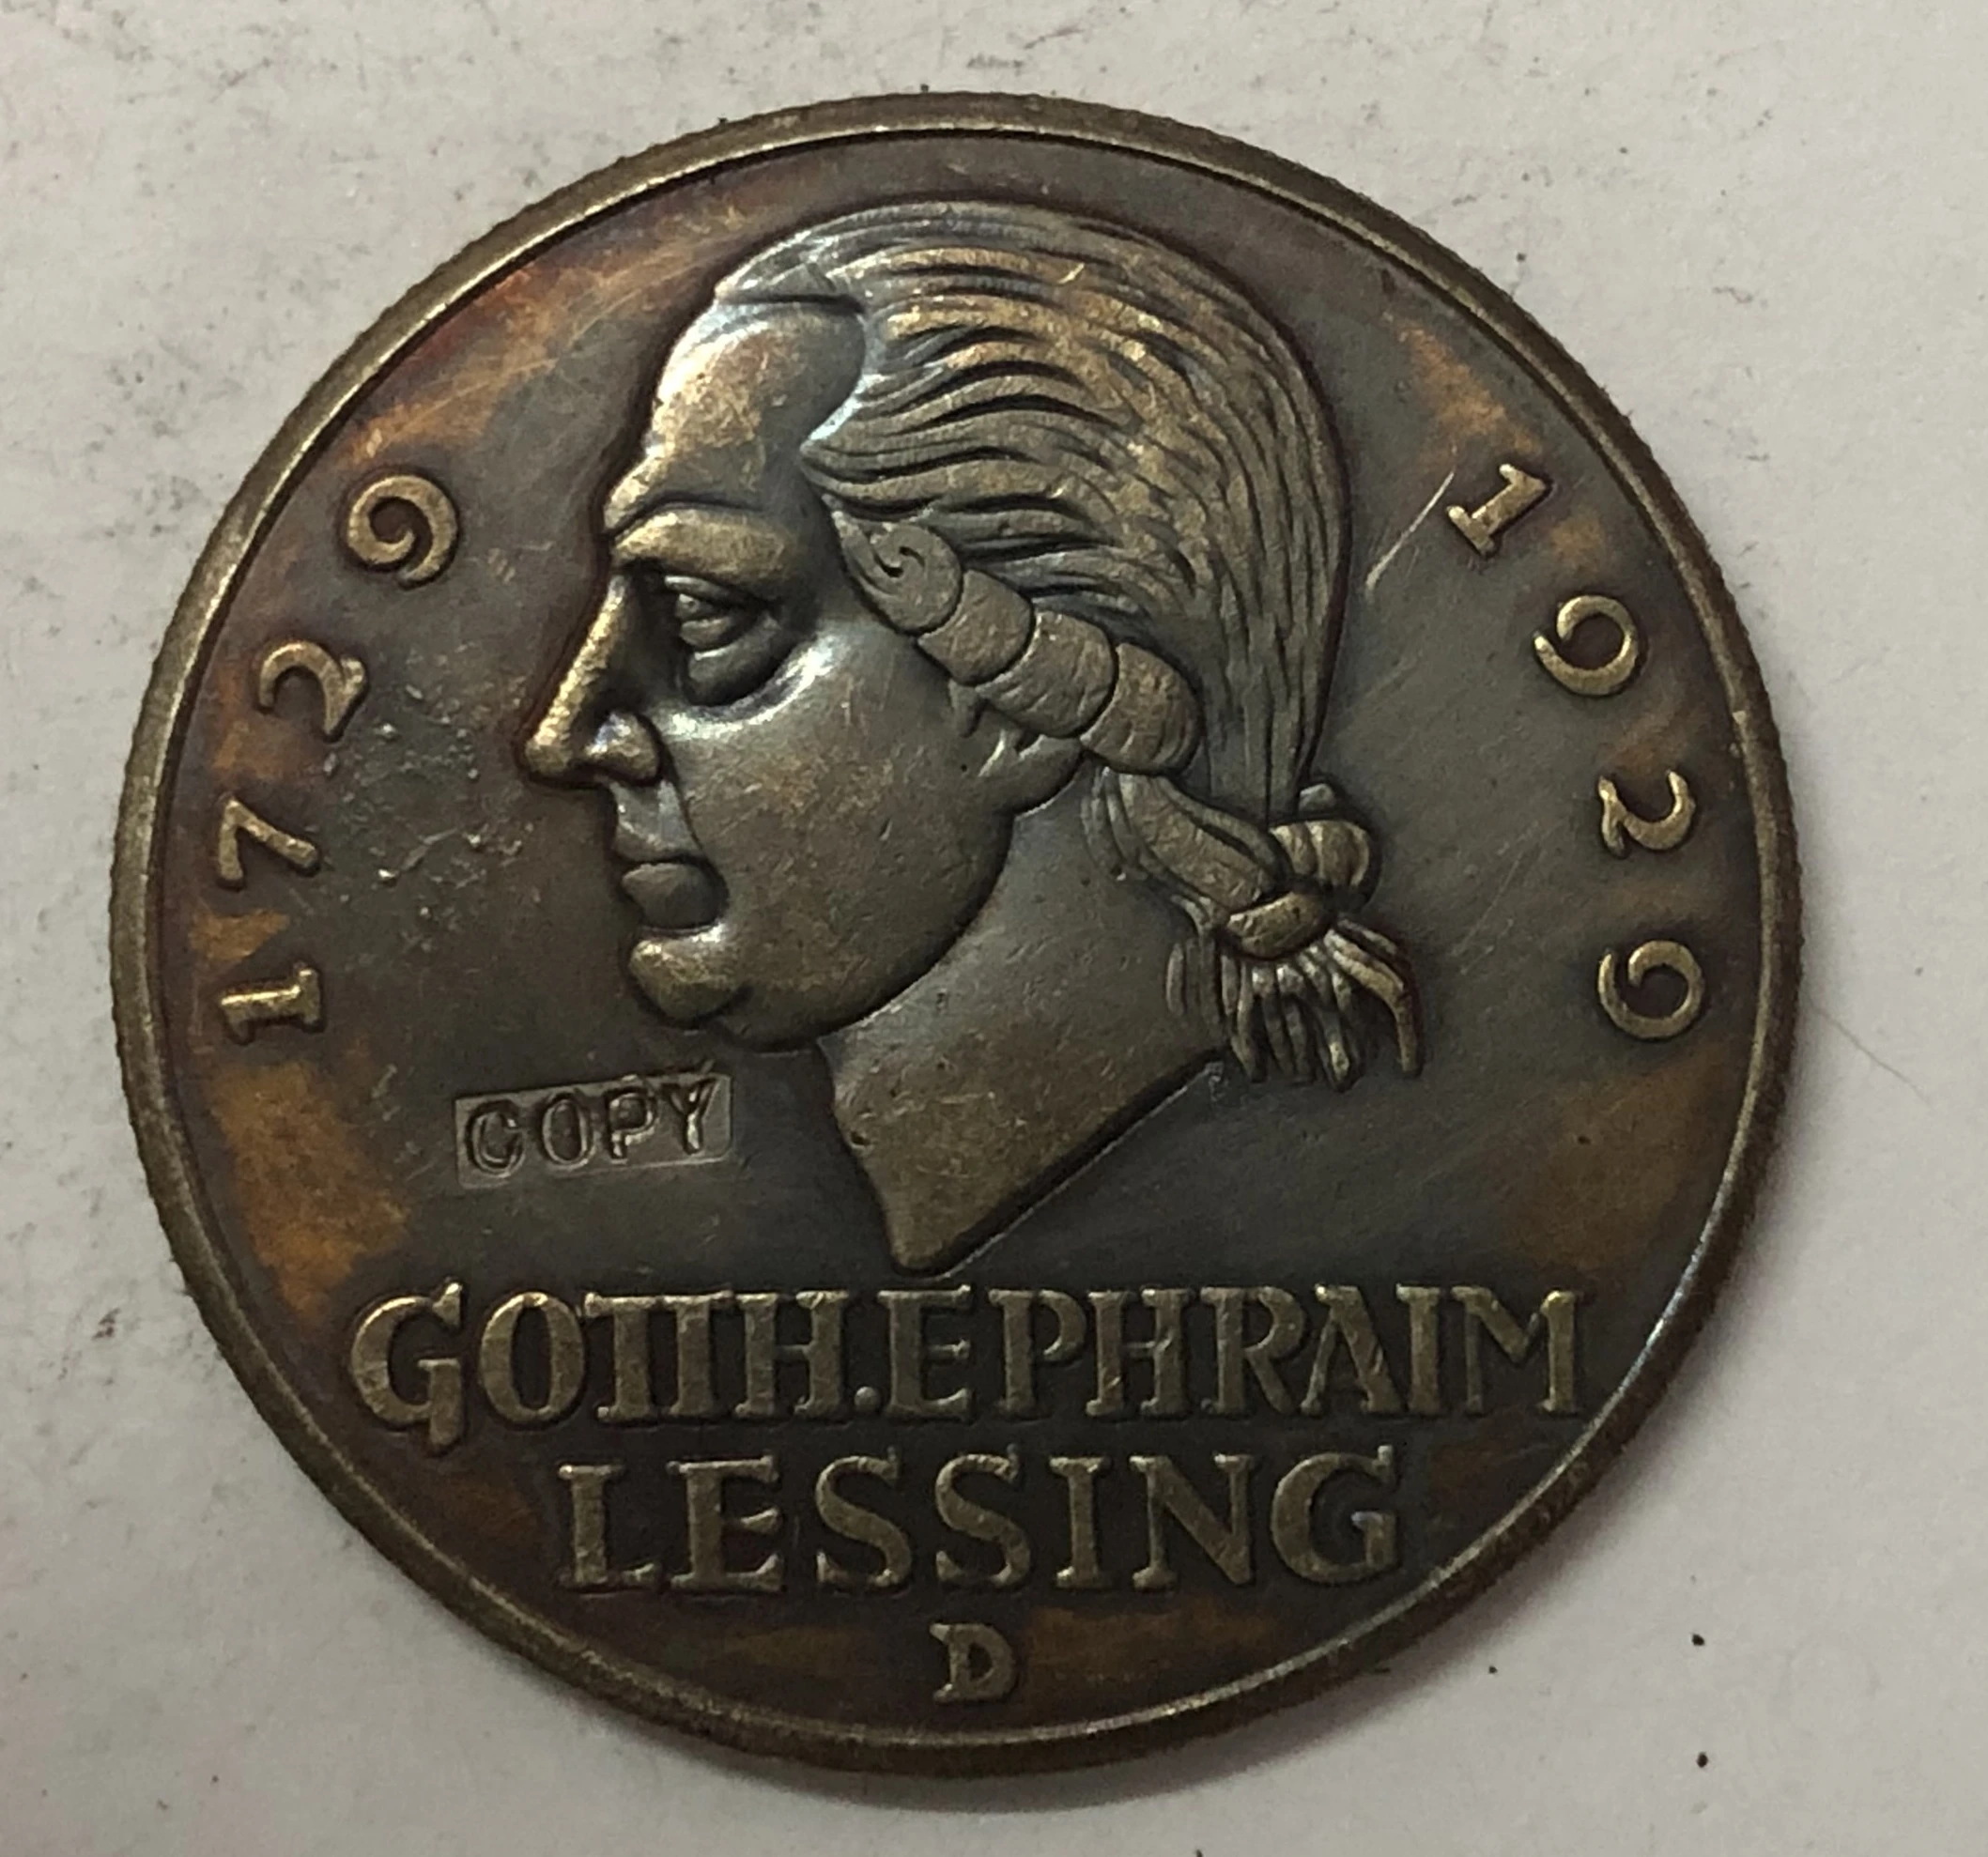 1729
1929
COPY
GOTTH.EPHRAIM
LESSING
D